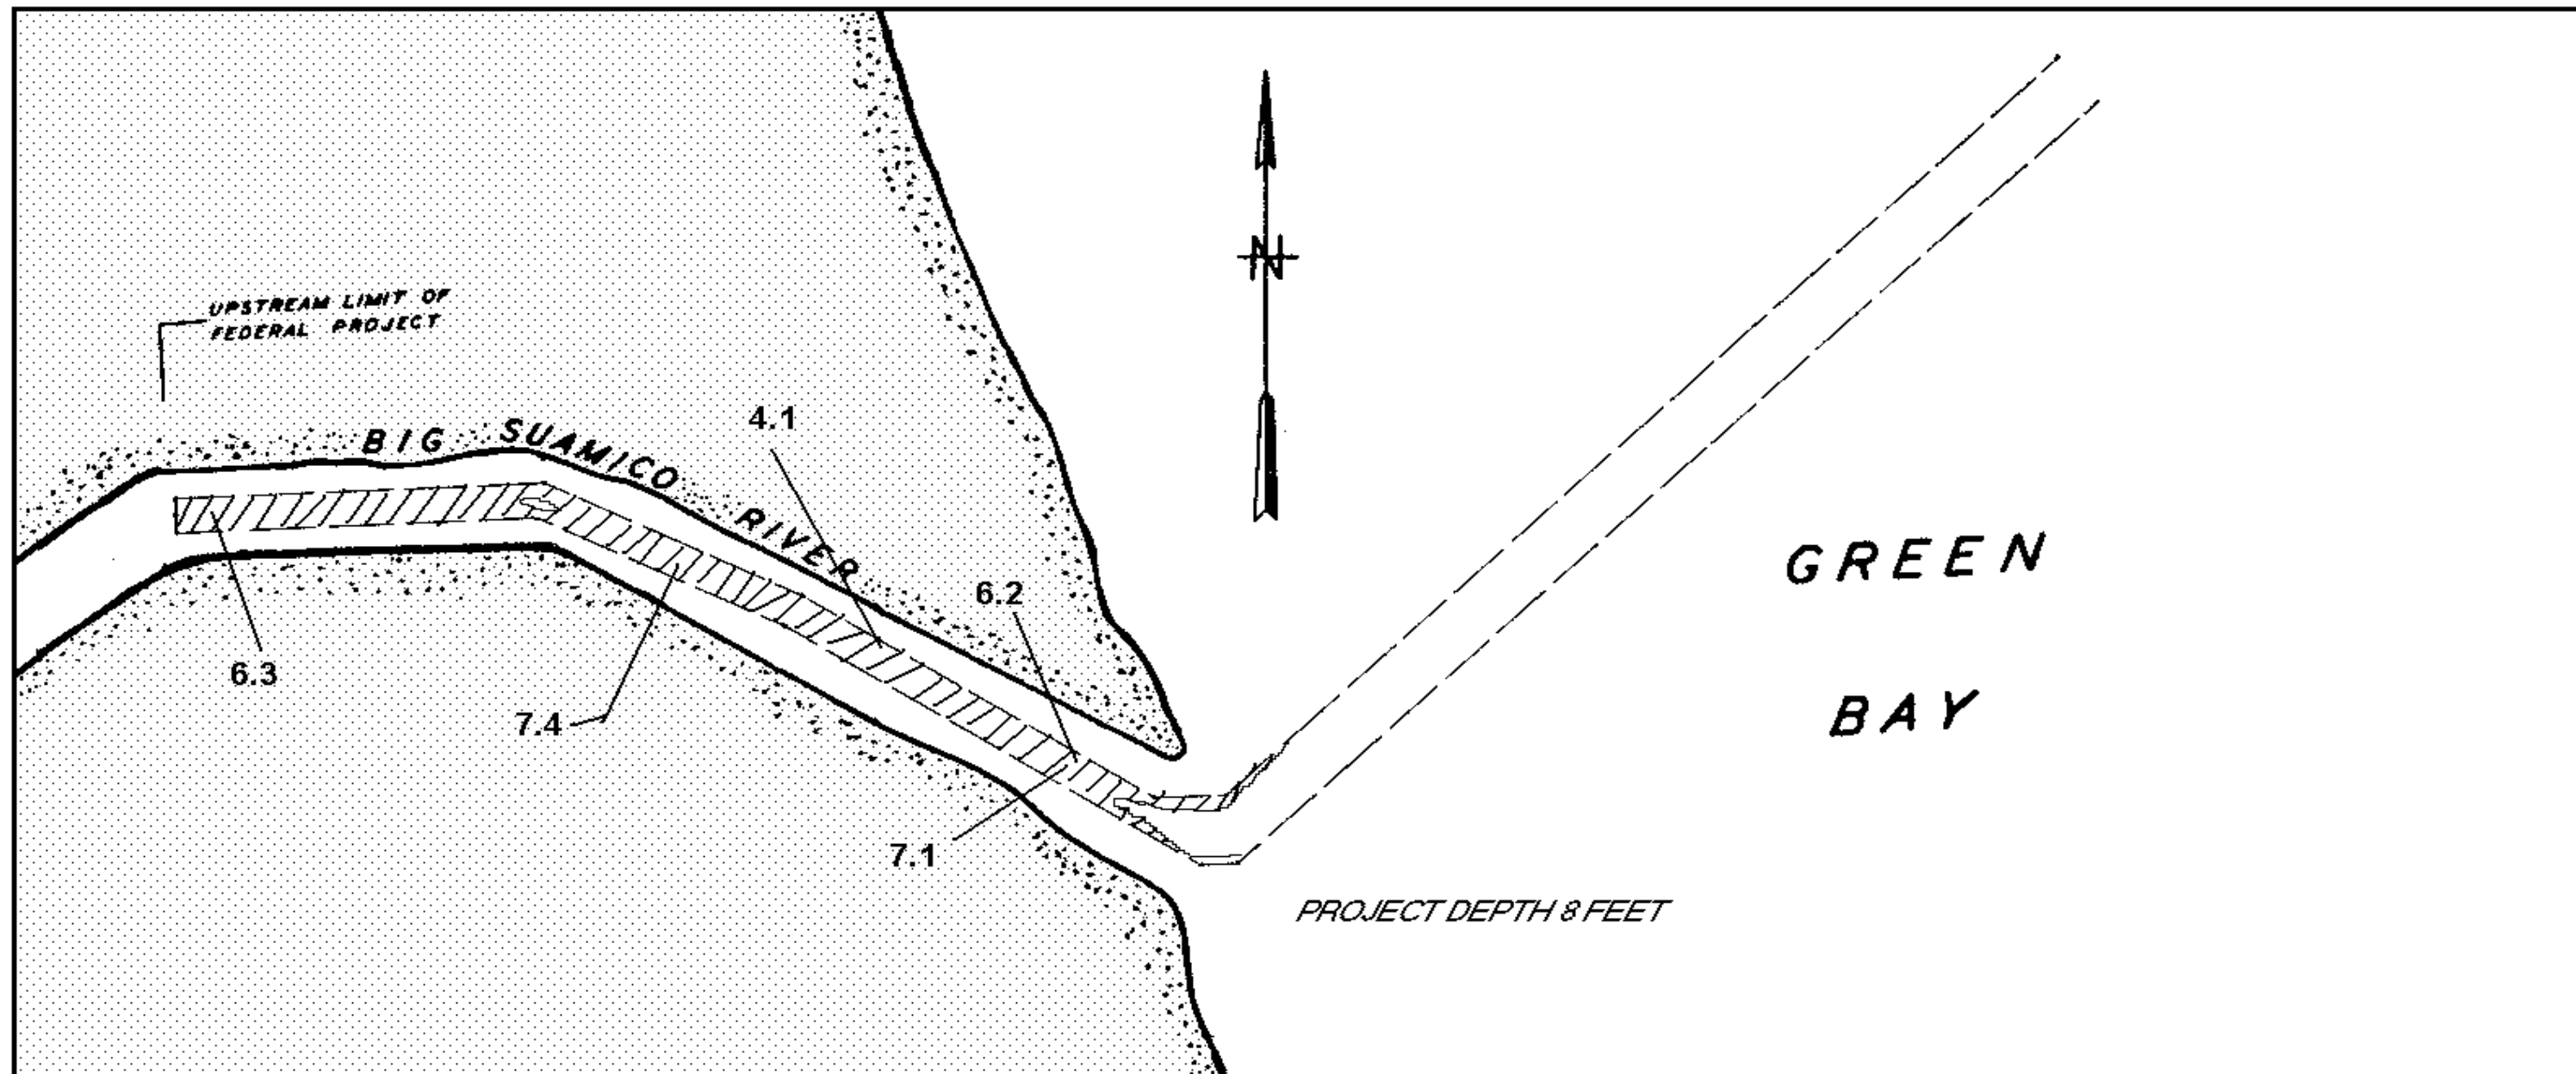 N
UPSTREAM LIMIT OF
FEDERAL PROJECT
BIG SUAMICO RIVER
4.1
6.2
6.3
7.4
7.1
GREEN
BAY
PROJECT DEPTH 8 FEET